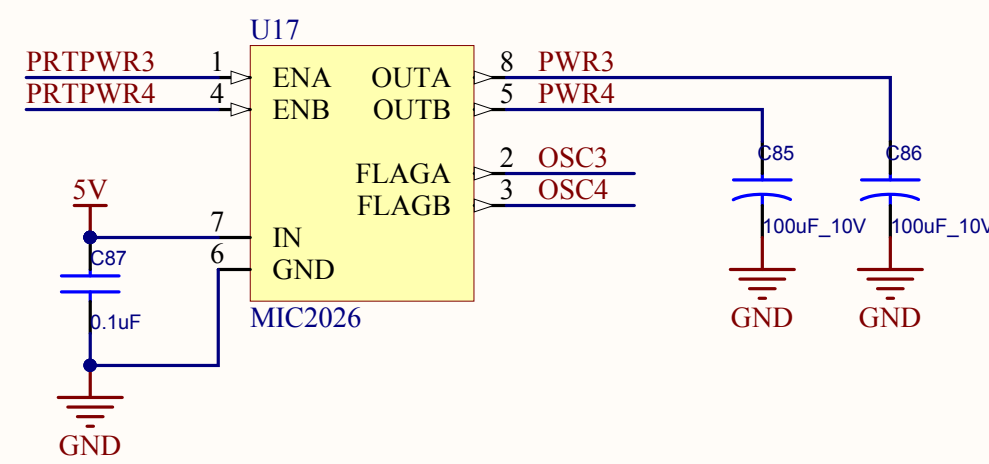 U17
PRTPWR3 1 ENA OUTA 8 PWR3
PRTPWR4 4 ENB OUTB 5 PWR4
C85 C86
FLAGA 2 OSC3
FLAGB 3 OSC4
5V
7 IN
100uF_10V 100uF_10V
C87 6 GND
0.1uF MIC2026 GND GND
GND